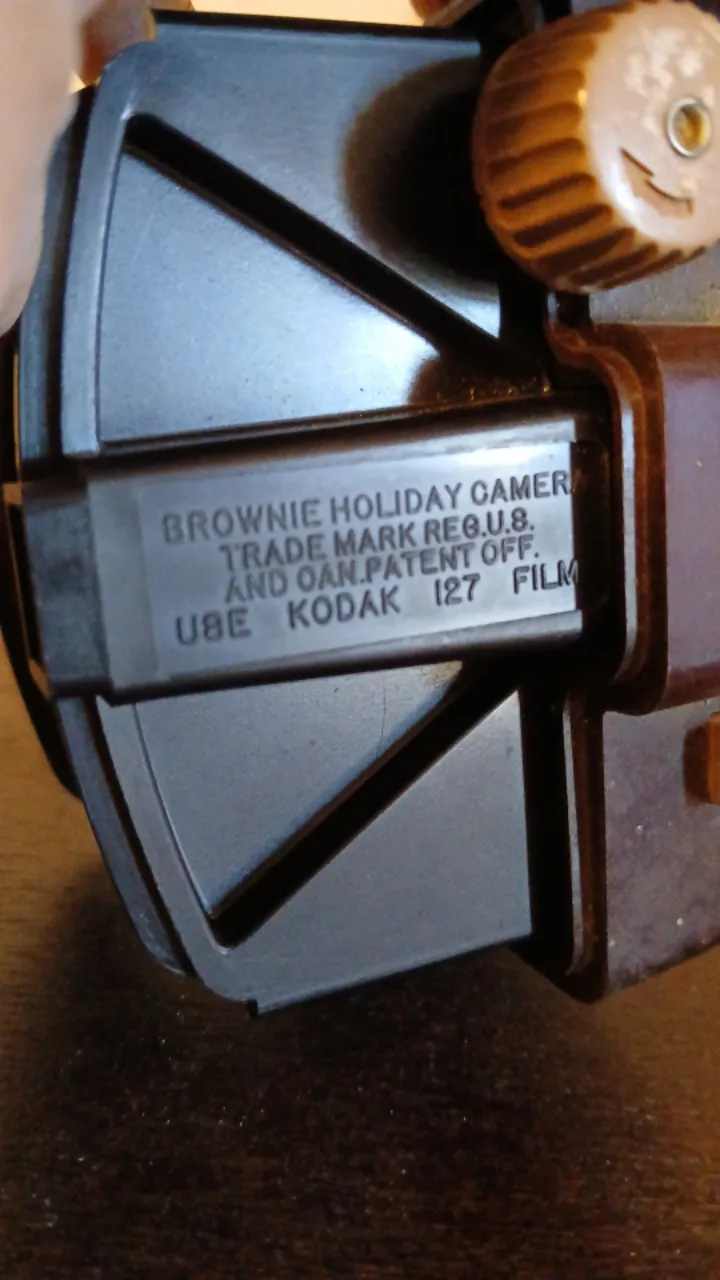 BROWNIE HOLIDAY CAMERA
TRADE MARK REG.U.S.
AND CAN.PATENT OFF.
USE KODAK 127 FILM